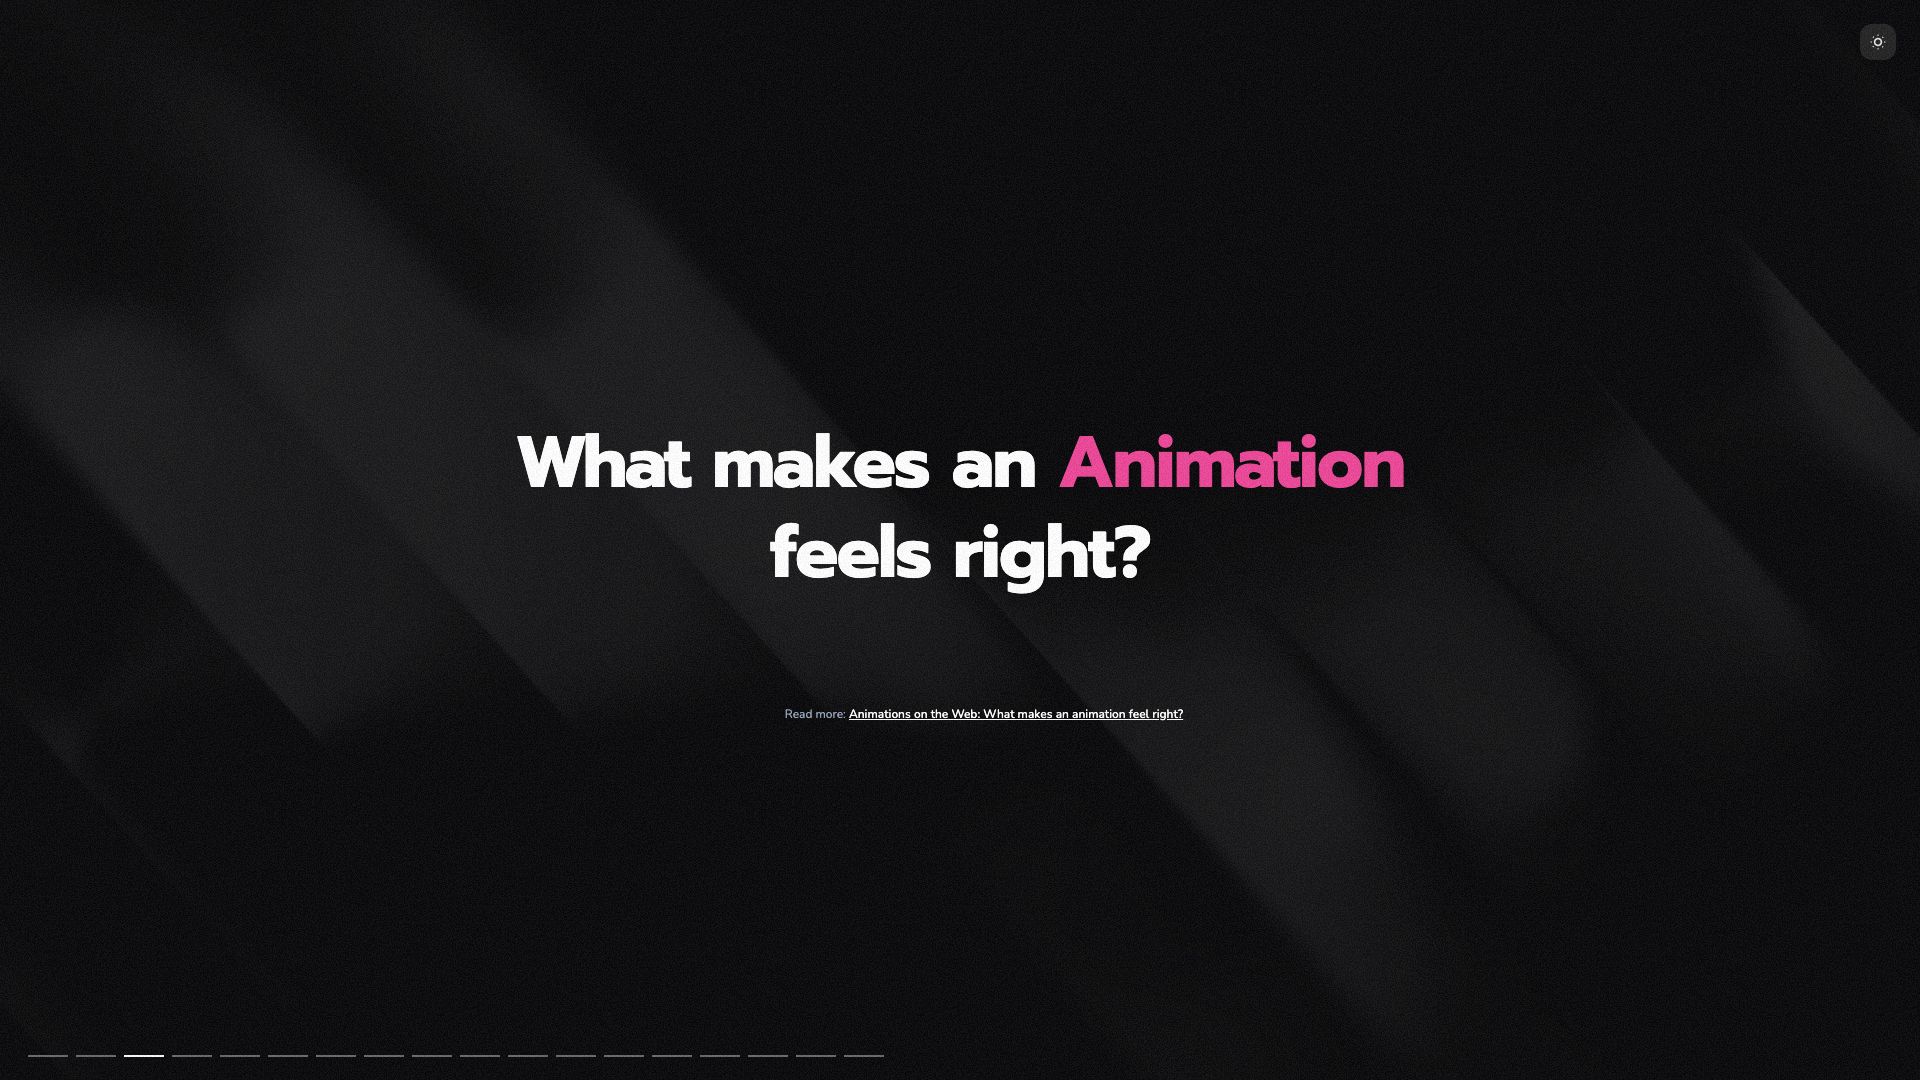 What makes an Animation
feels right?
Read more: Animations on the Web: What makes an animation feel right?